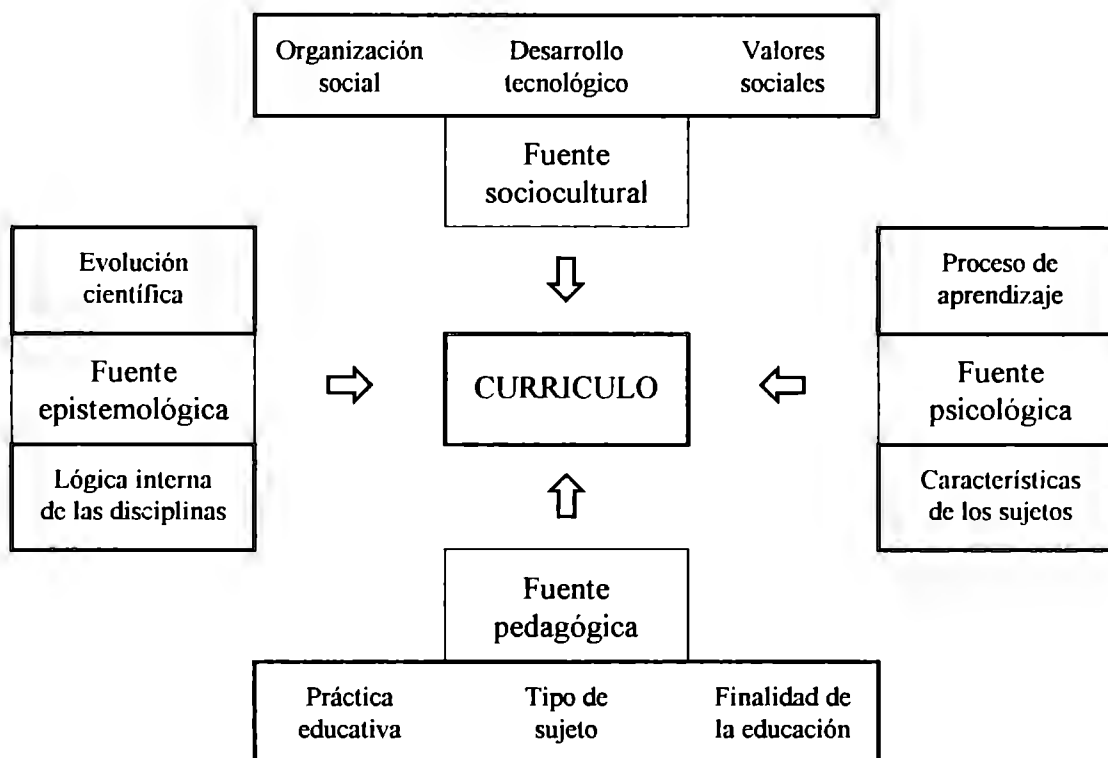 Organización
social
Desarrollo
tecnológico
Valores
sociales
Fuente
sociocultural
Evolución
científica
Fuente
epistemológica
Lógica interna
de las disciplinas
CURRICULO
Proceso de
aprendizaje
Fuente
psicológica
Características
de los sujetos
Fuente
pedagógica
Práctica
educativa
Tipo de
sujeto
Finalidad de
la educación